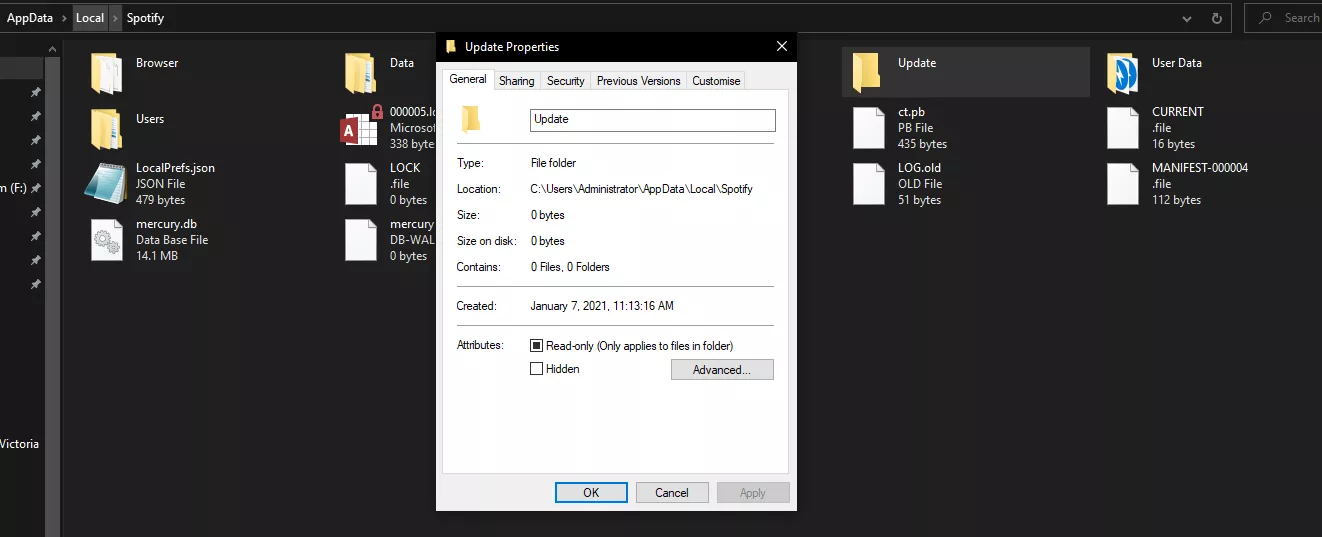 AppData > Local > Spotify
Search
Browser
Data
Update
User Data
Users
000005.lo
Microsof
338 byte
ct.pb
PB File
435 bytes
CURRENT
.file
16 bytes
LocalPrefs.json
JSON File
479 bytes
LOCK
.file
0 bytes
LOG.old
OLD File
51 bytes
MANIFEST-000004
.file
112 bytes
mercury.db
Data Base File
14.1 MB
mercury
DB-WAL
0 bytes
m (F:)
Victoria
Update Properties
General Sharing Security Previous Versions Customise
Update
Type: File folder
Location: C:\Users\Administrator\AppData\Local\Spotify
Size: 0 bytes
Size on disk: 0 bytes
Contains: 0 Files, 0 Folders
Created: January 7, 2021, 11:13:16 AM
Attributes: Read-only (Only applies to files in folder)
Hidden Advanced...
OK Cancel Apply